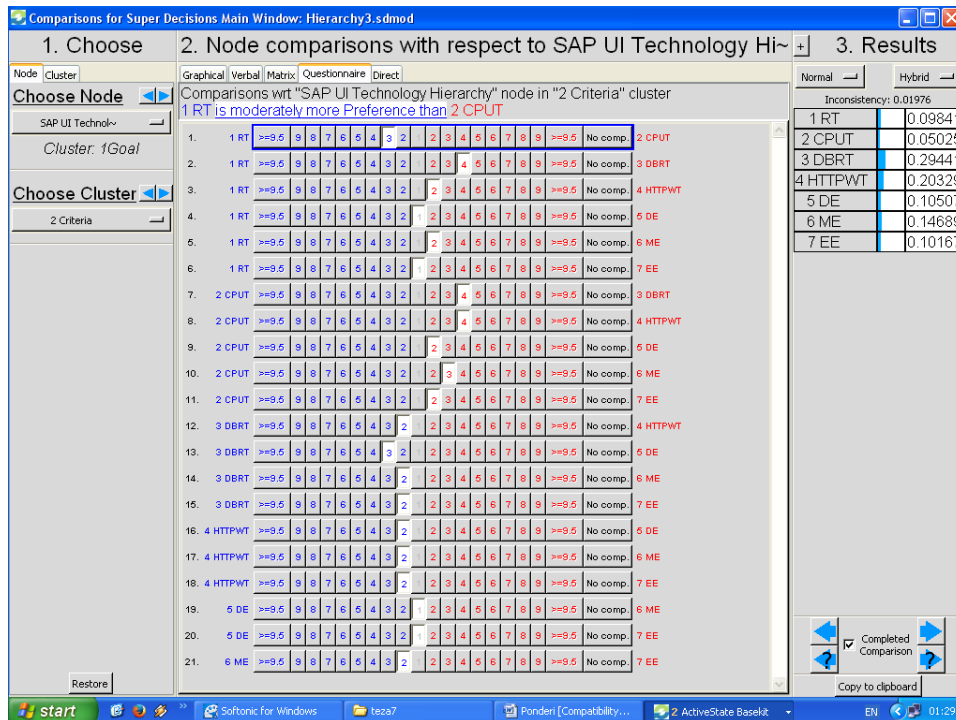 Comparisons for Super Decisions Main Window: Hierarchy3.sdmod
1. Choose
2. Node comparisons with respect to SAP UI Technology Hi~
+
3. Results
Node Cluster
Graphical Verbal Matrix Questionnaire Direct
Normal
Hybrid
Choose Node
SAP UI Technol~
Cluster: 1Goal
Choose Cluster
2 Criteria
Comparisons wrt "SAP UI Technology Hierarchy" node in "2 Criteria" cluster
1 RT is moderately more Preference than 2 CPUT
1. 1 RT >=9.5 9 8 7 6 5 4 3 2 1 2 3 4 5 6 7 8 9 >=9.5 No comp. 2 CPUT
2. 1 RT >=9.5 9 8 7 6 5 4 3 2 1 2 3 4 5 6 7 8 9 >=9.5 No comp. 3 DBRT
3. 1 RT >=9.5 9 8 7 6 5 4 3 2 1 2 3 4 5 6 7 8 9 >=9.5 No comp. 4 HTTPWT
4. 1 RT >=9.5 9 8 7 6 5 4 3 2 1 2 3 4 5 6 7 8 9 >=9.5 No comp. 5 DE
5. 1 RT >=9.5 9 8 7 6 5 4 3 2 1 2 3 4 5 6 7 8 9 >=9.5 No comp. 6 ME
6. 1 RT >=9.5 9 8 7 6 5 4 3 2 1 2 3 4 5 6 7 8 9 >=9.5 No comp. 7 EE
7. 2 CPUT >=9.5 9 8 7 6 5 4 3 2 1 2 3 4 5 6 7 8 9 >=9.5 No comp. 3 DBRT
8. 2 CPUT >=9.5 9 8 7 6 5 4 3 2 1 2 3 4 5 6 7 8 9 >=9.5 No comp. 4 HTTPWT
9. 2 CPUT >=9.5 9 8 7 6 5 4 3 2 1 2 3 4 5 6 7 8 9 >=9.5 No comp. 5 DE
10. 2 CPUT >=9.5 9 8 7 6 5 4 3 2 1 2 3 4 5 6 7 8 9 >=9.5 No comp. 6 ME
11. 2 CPUT >=9.5 9 8 7 6 5 4 3 2 1 2 3 4 5 6 7 8 9 >=9.5 No comp. 7 EE
12. 3 DBRT >=9.5 9 8 7 6 5 4 3 2 1 2 3 4 5 6 7 8 9 >=9.5 No comp. 4 HTTPWT
13. 3 DBRT >=9.5 9 8 7 6 5 4 3 2 1 2 3 4 5 6 7 8 9 >=9.5 No comp. 5 DE
14. 3 DBRT >=9.5 9 8 7 6 5 4 3 2 1 2 3 4 5 6 7 8 9 >=9.5 No comp. 6 ME
15. 3 DBRT >=9.5 9 8 7 6 5 4 3 2 1 2 3 4 5 6 7 8 9 >=9.5 No comp. 7 EE
16. 4 HTTPWT >=9.5 9 8 7 6 5 4 3 2 1 2 3 4 5 6 7 8 9 >=9.5 No comp. 5 DE
17. 4 HTTPWT >=9.5 9 8 7 6 5 4 3 2 1 2 3 4 5 6 7 8 9 >=9.5 No comp. 6 ME
18. 4 HTTPWT >=9.5 9 8 7 6 5 4 3 2 1 2 3 4 5 6 7 8 9 >=9.5 No comp. 7 EE
19. 5 DE >=9.5 9 8 7 6 5 4 3 2 1 2 3 4 5 6 7 8 9 >=9.5 No comp. 6 ME
20. 5 DE >=9.5 9 8 7 6 5 4 3 2 1 2 3 4 5 6 7 8 9 >=9.5 No comp. 7 EE
21. 6 ME >=9.5 9 8 7 6 5 4 3 2 1 2 3 4 5 6 7 8 9 >=9.5 No comp. 7 EE
Inconsistency: 0.01976
1 RT 0.0984
2 CPUT 0.0502
3 DBRT 0.2944
4 HTTPWT 0.2032
5 DE 0.1050
6 ME 0.1468
7 EE 0.1016
Completed
Comparison
Restore
Copy to clipboard
start
Softonic for Windows
teza7
Ponderi [Compatibility...
2 ActiveState Basekit
EN
01:29